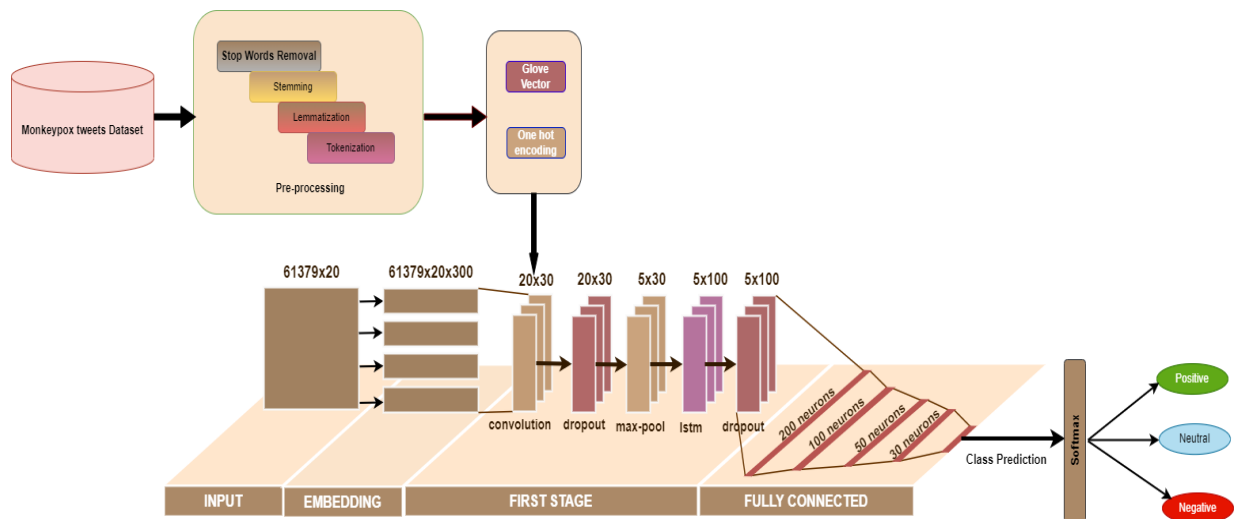 Monkeypox tweets Dataset
Stop Words Removal
Stemming
Lemmatization
Tokenization
Pre-processing
Glove
Vector
One hot
encoding
61379x20
61379x20x300
20x30
20x30
5x30
5x100
5x100
convolution
dropout
max-pool
lstm
dropout
200 neurons
100 neurons
50 neurons
30 neurons
Class Prediction
Softmax
Positive
Neutral
Negative
INPUT
EMBEDDING
FIRST STAGE
FULLY CONNECTED